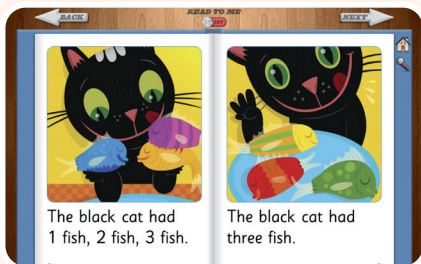 BACK
READ TO ME
OFF
NEXT
The black cat had
1 fish, 2 fish, 3 fish.
The black cat had
three fish.